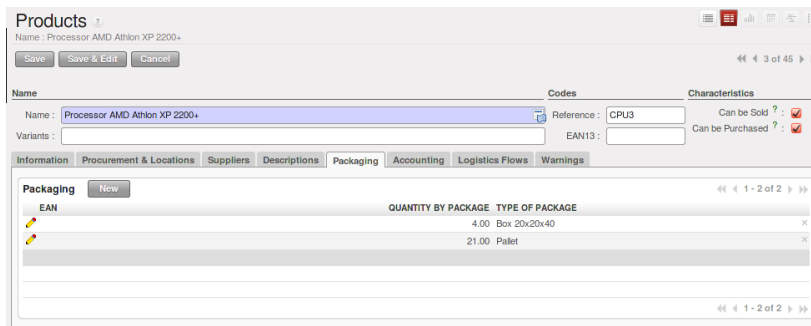 Products ?
Name : Processor AMD Athlon XP 2200+
Save Save & Edit Cancel 3 of 45
Name Codes Characteristics
Name : Processor AMD Athlon XP 2200+ Reference : CPU3 Can be Sold ? :
Variants : EAN13 : Can be Purchased ? :
Information Procurement & Locations Suppliers Descriptions Packaging Accounting Logistics Flows Warnings
Packaging New 1 - 2 of 2
EAN QUANTITY BY PACKAGE TYPE OF PACKAGE
4.00 Box 20x20x40
21.00 Pallet
1 - 2 of 2